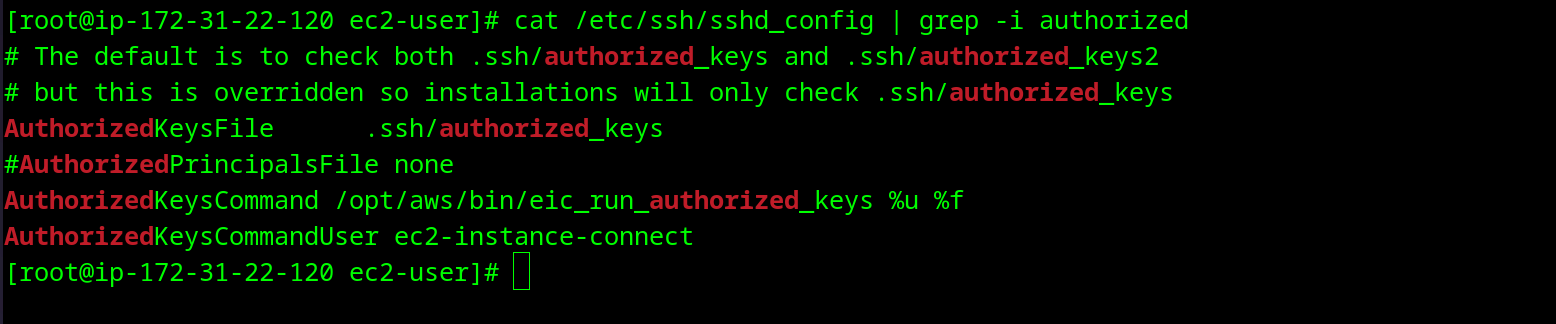 [root@ip-172-31-22-120 ec2-user]# cat /etc/ssh/sshd_config | grep -i authorized
# The default is to check both .ssh/authorized_keys and .ssh/authorized_keys2
# but this is overridden so installations will only check .ssh/authorized_keys
AuthorizedKeysFile      .ssh/authorized_keys
#AuthorizedPrincipalsFile none
AuthorizedKeysCommand /opt/aws/bin/eic_run_authorized_keys %u %f
AuthorizedKeysCommandUser ec2-instance-connect
[root@ip-172-31-22-120 ec2-user]#